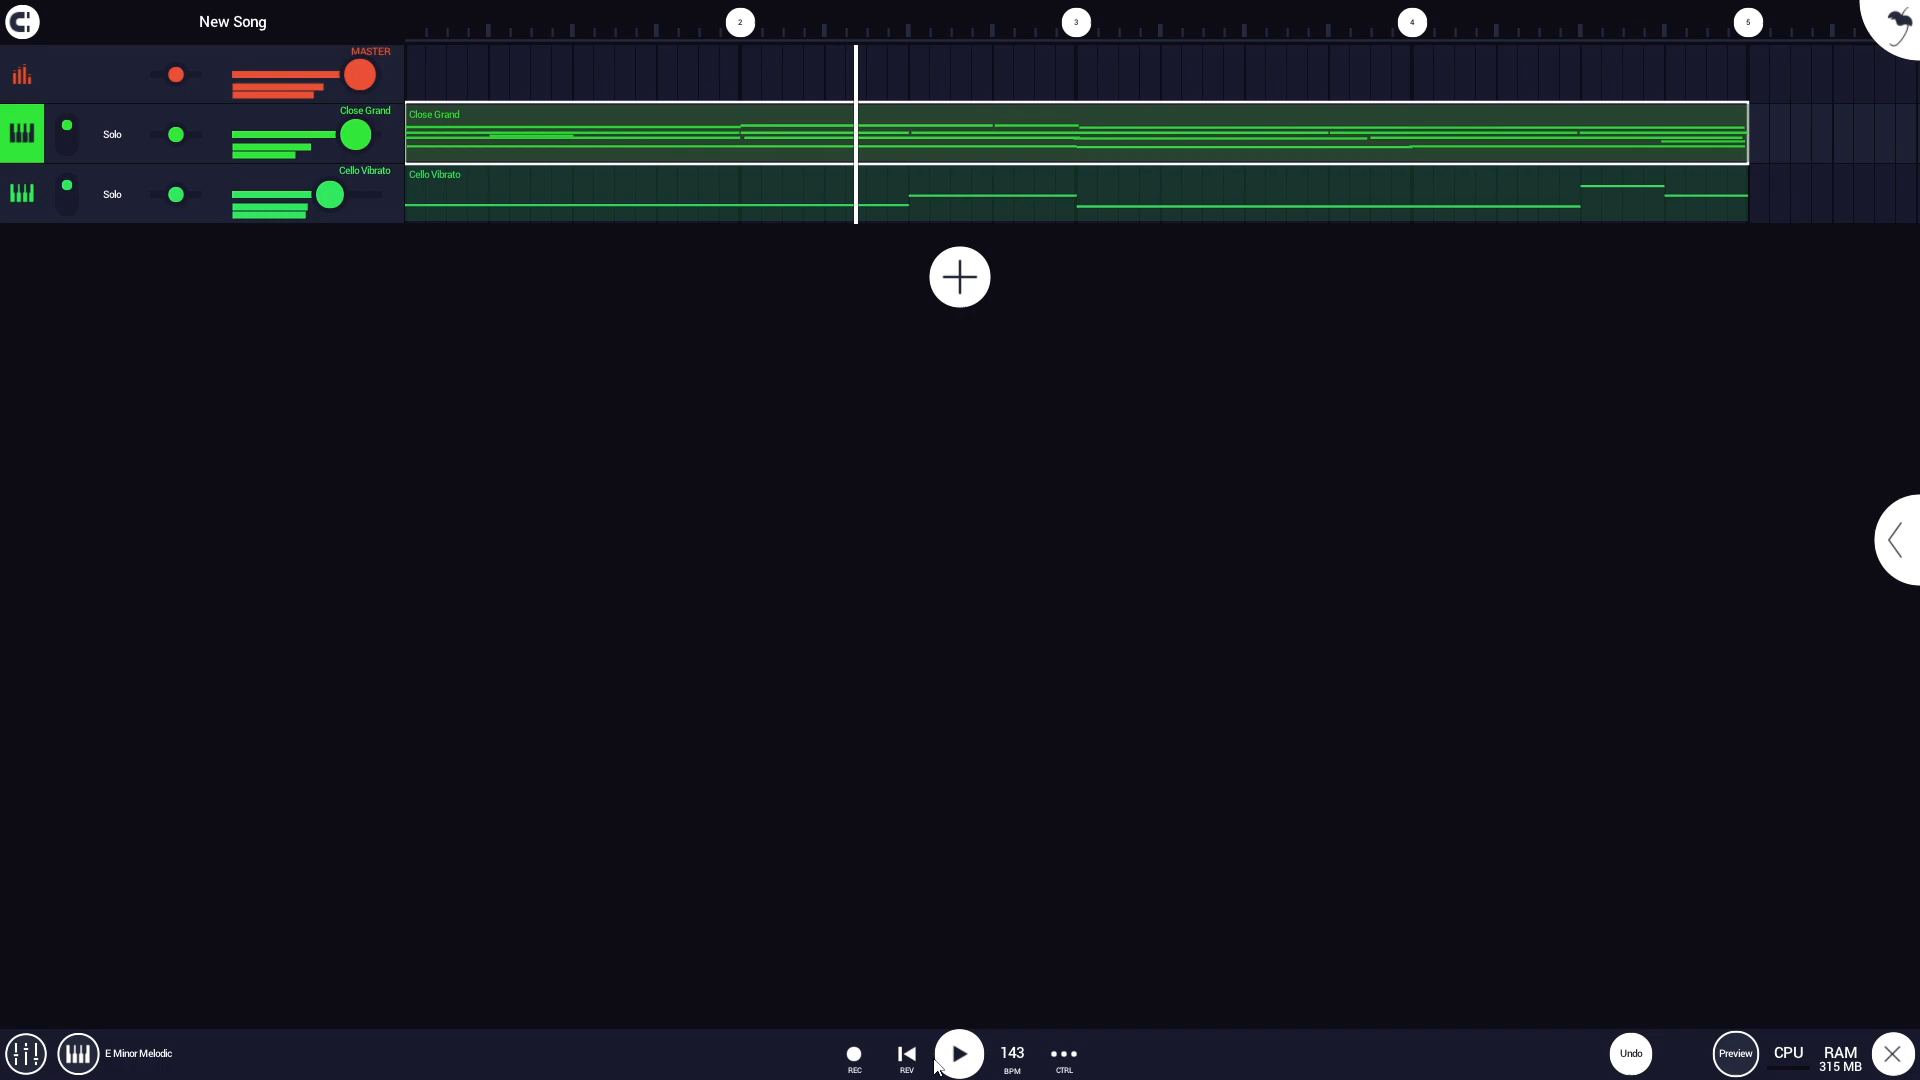 New Song
2
3
4
5
MASTER
Close Grand
Solo
Close Grand
Cello Vibrato
Solo
Cello Vibrato
E Minor Melodic
REC
REV
143
BPM
CTRL
Undo
Preview
CPU
RAM
315 MB